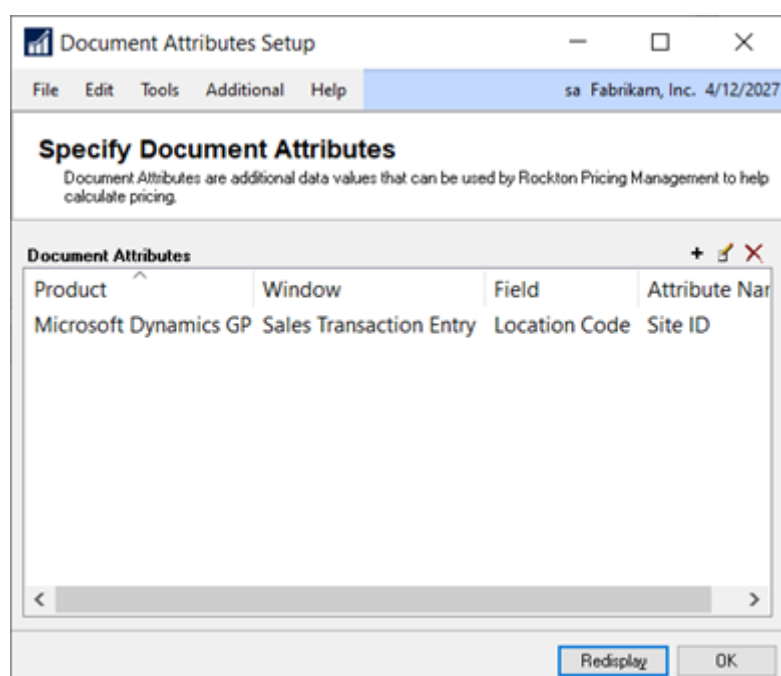 Document Attributes Setup
File Edit Tools Additional Help sa Fabrikam, Inc. 4/12/2027
Specify Document Attributes
Document Attributes are additional data values that can be used by Rockton Pricing Management to help
calculate pricing.
Document Attributes
Product Window Field Attribute Nar
Microsoft Dynamics GP Sales Transaction Entry Location Code Site ID
Redisplay OK